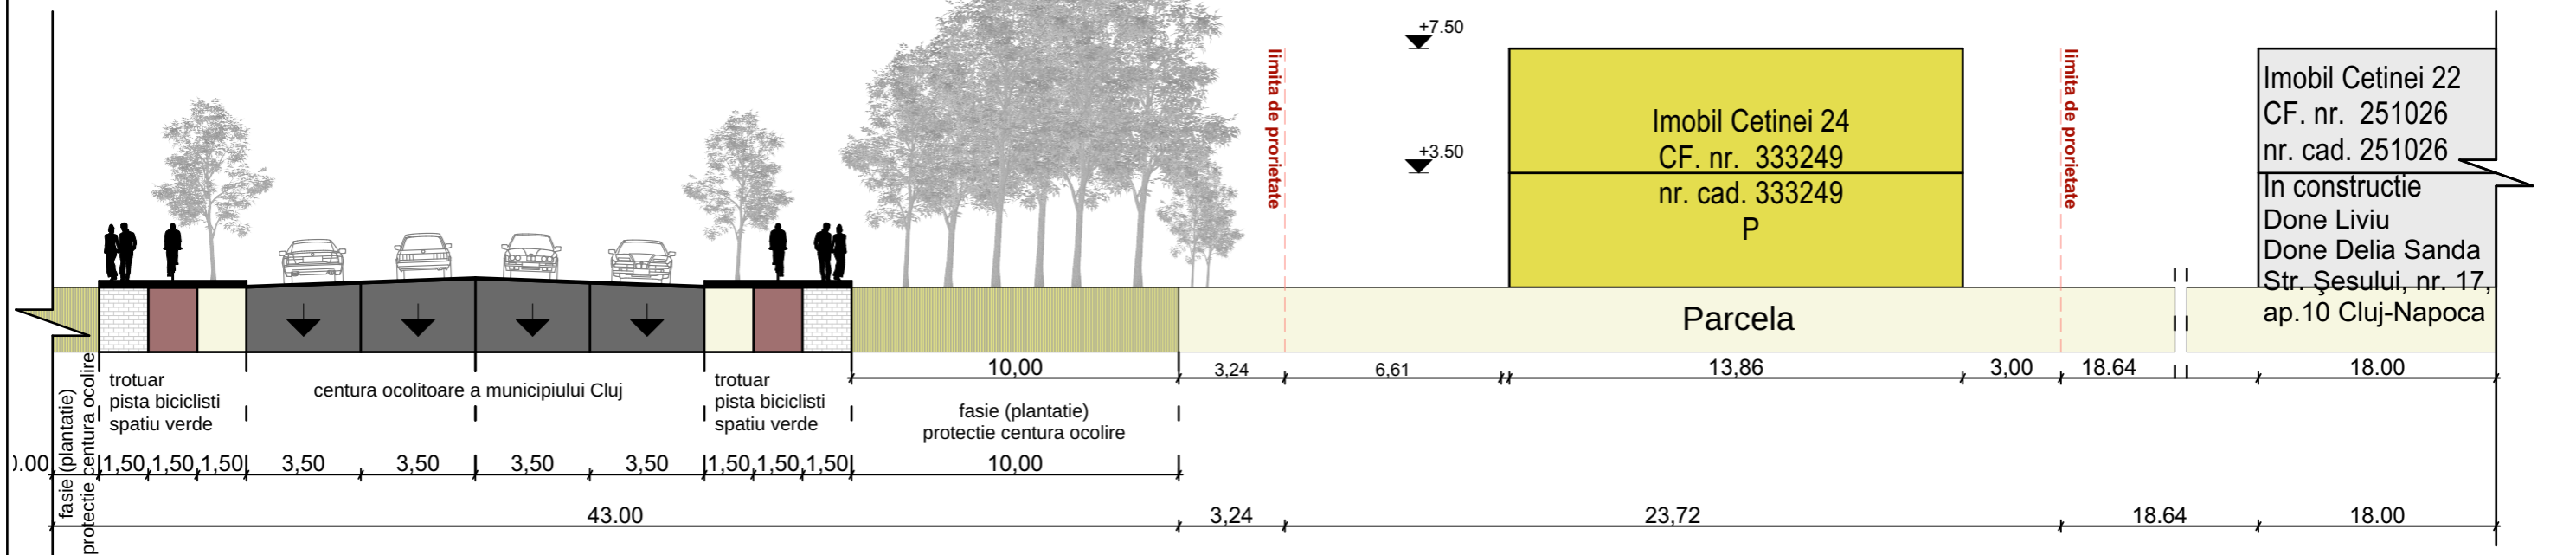 +7.50
+3.50
limita de prorietate
limita de prorietate
Imobil Cetinei 24
CF. nr. 333249
nr. cad. 333249
P
Imobil Cetinei 22
CF. nr. 251026
nr. cad. 251026
In constructie
Done Liviu
Done Delia Sanda
Str. Şesului, nr. 17,
ap.10 Cluj-Napoca
Parcela
10,00 3,24 6,61 13,86 3,00 18.64 18.00
fasie (plantatie)
protectie centura ocolire
trotuar
pista biciclisti
spatiu verde
centura ocolitoare a municipiului Cluj
trotuar
pista biciclisti
spatiu verde
fasie (plantatie)
protectie centura ocolire
0.00 1,50 1,50 1,50 3,50 3,50 3,50 3,50 1,50 1,50 1,50 10,00
43.00 3,24 23,72 18.64 18.00